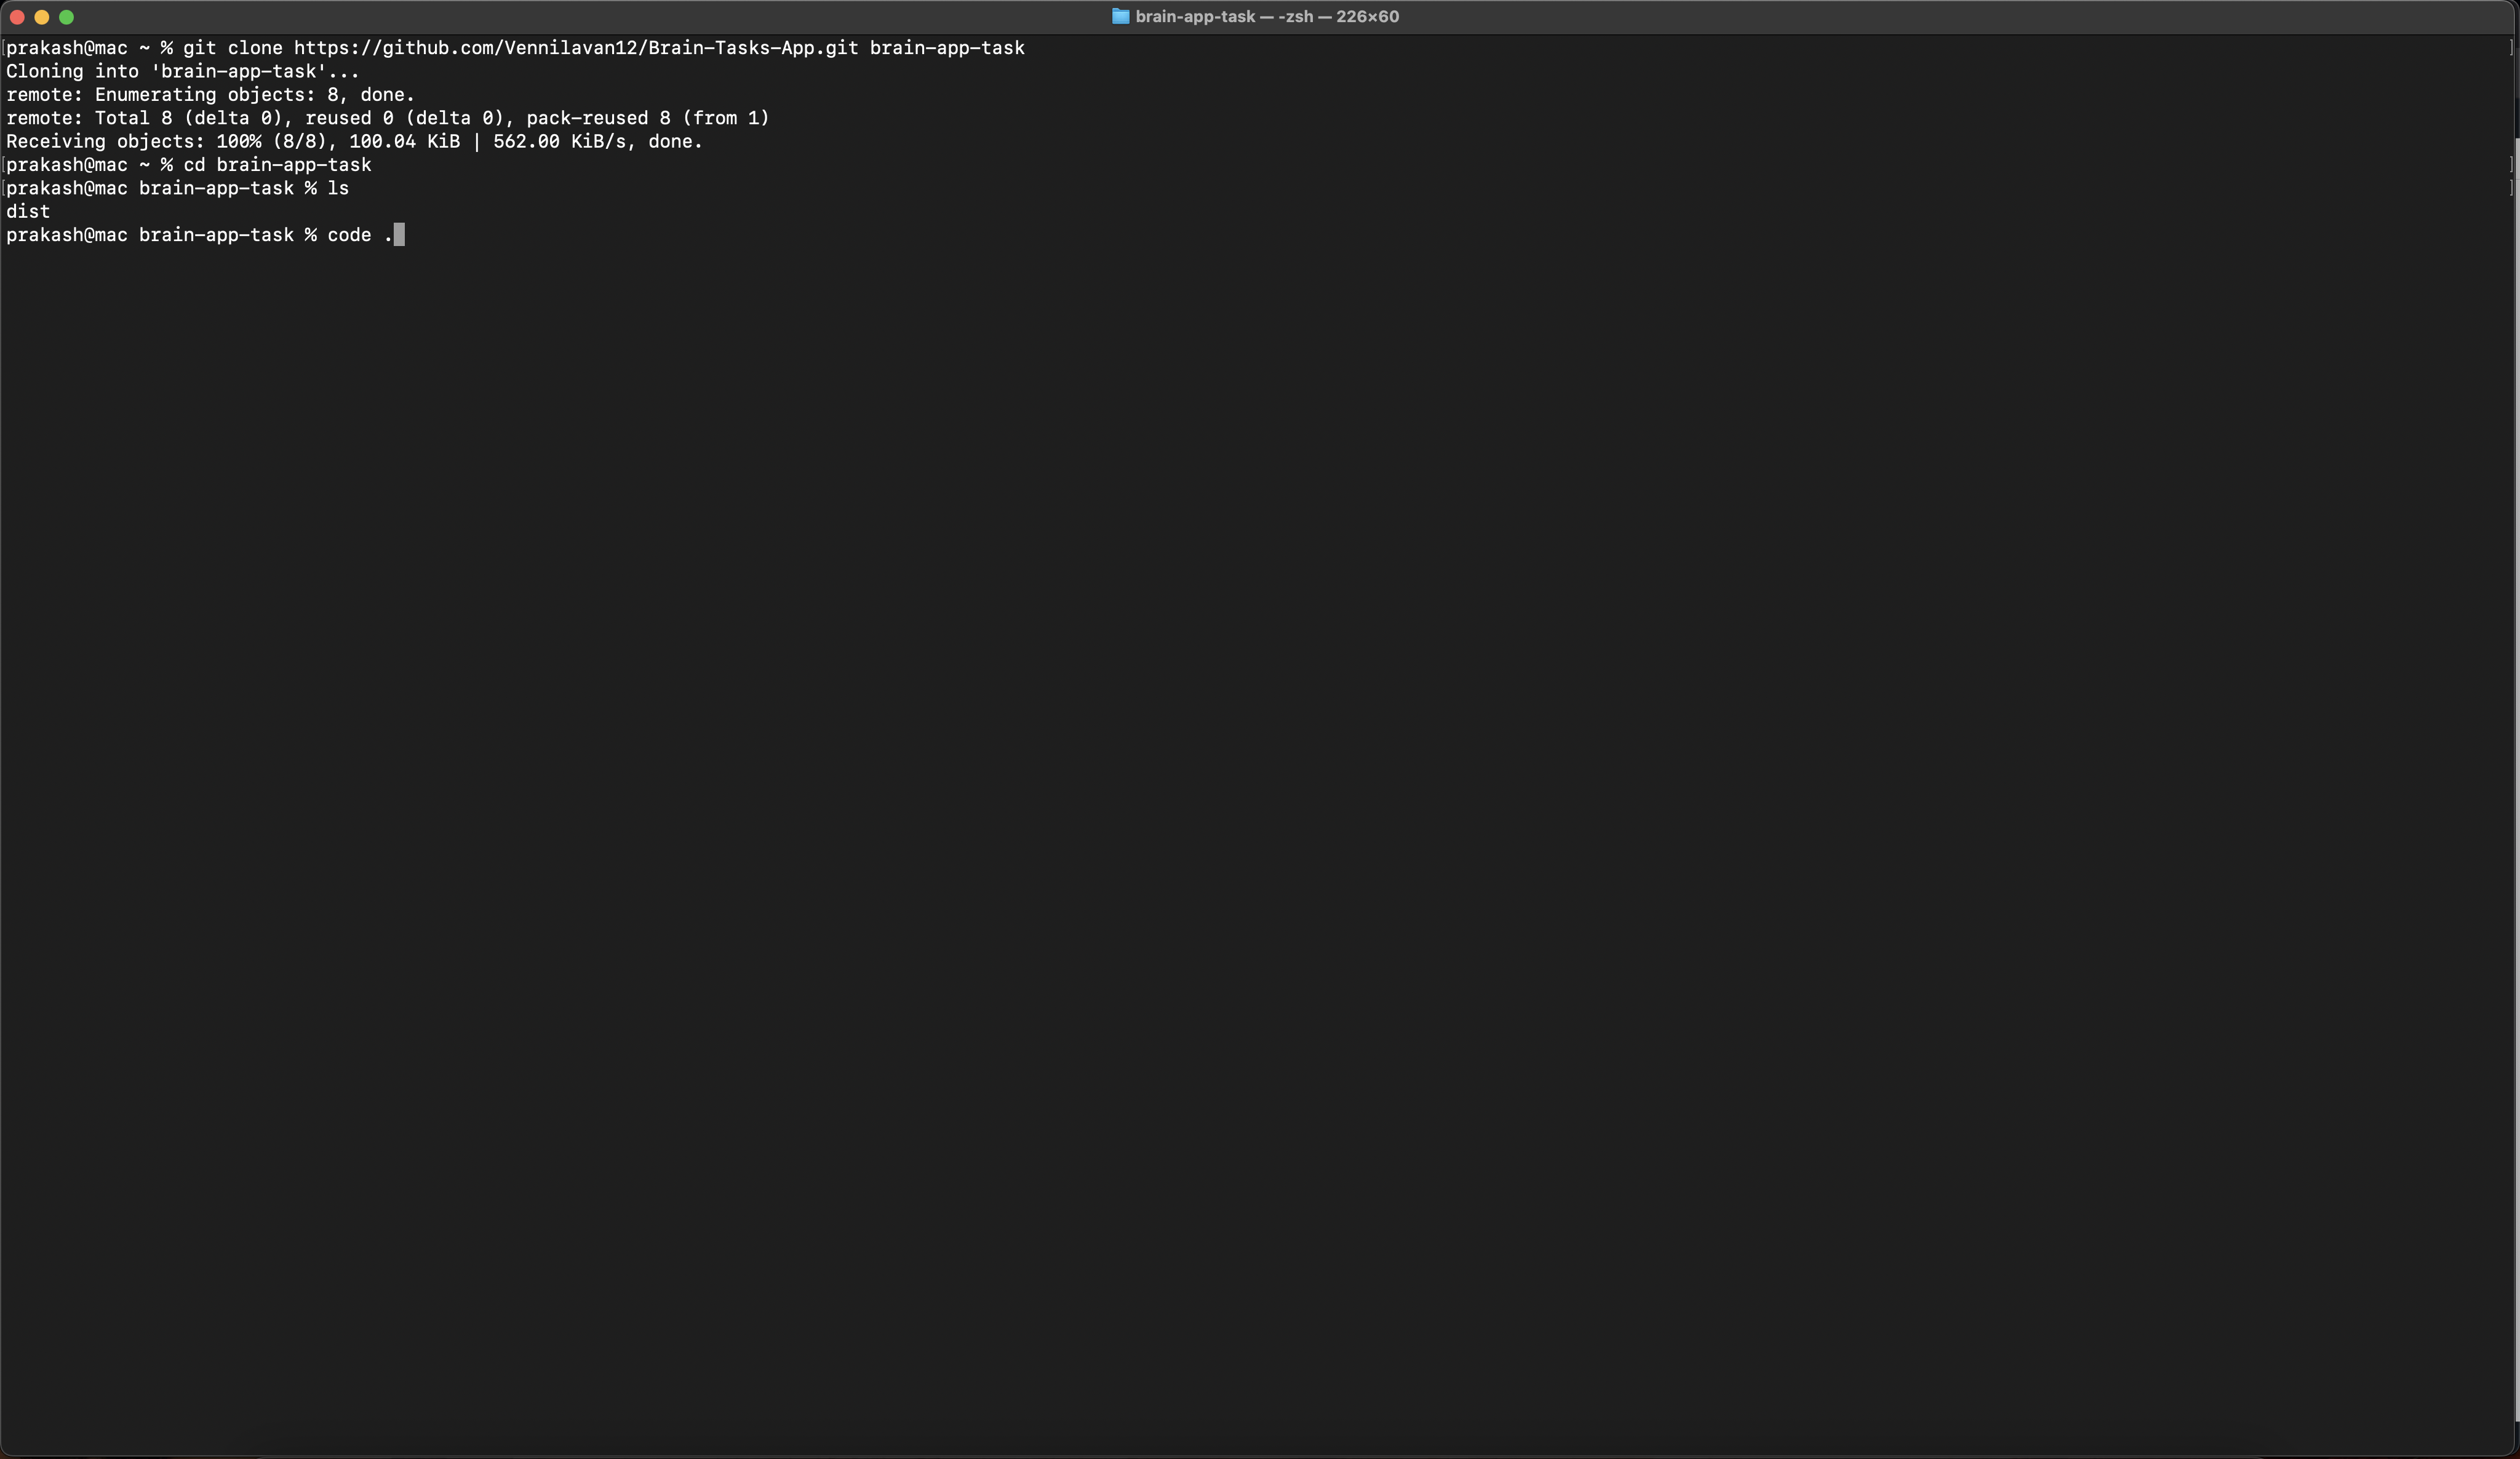 brain-app-task — -zsh — 226×60
[prakash@mac ~ % git clone https://github.com/Vennilavan12/Brain-Tasks-App.git brain-app-task ]
Cloning into 'brain-app-task'...
remote: Enumerating objects: 8, done.
remote: Total 8 (delta 0), reused 0 (delta 0), pack-reused 8 (from 1)
Receiving objects: 100% (8/8), 100.04 KiB | 562.00 KiB/s, done.
[prakash@mac ~ % cd brain-app-task ]
[prakash@mac brain-app-task % ls ]
dist
prakash@mac brain-app-task % code .